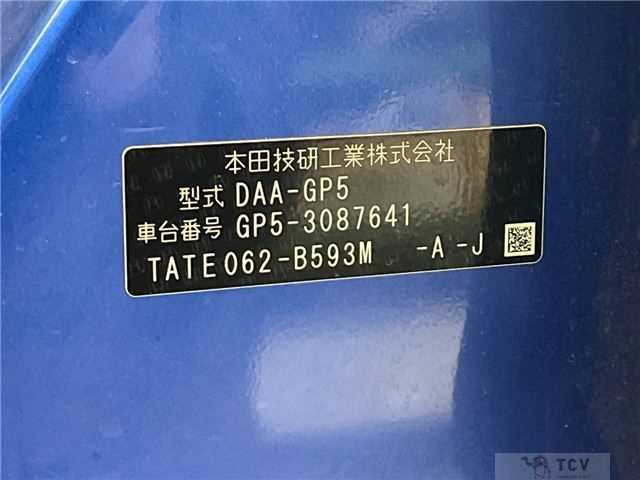 本田技研工業株式会社
型式 DAA-GP5
車台番号 GP5-3087641
TATE062-B593M -A -J
TCV